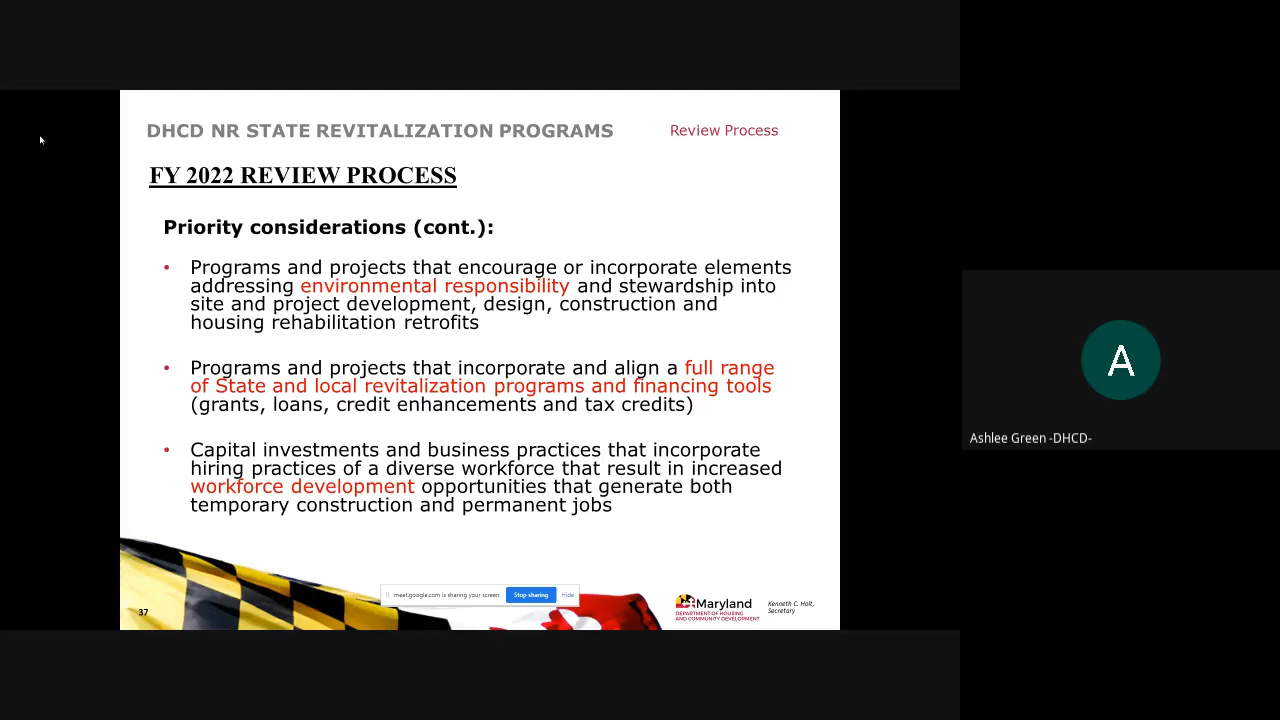 DHCD NR STATE REVITALIZATION PROGRAMS
Review Process
FY 2022 REVIEW PROCESS
Priority considerations (cont.):
• Programs and projects that encourage or incorporate elements
addressing environmental responsibility and stewardship into
site and project development, design, construction and
housing rehabilitation retrofits
• Programs and projects that incorporate and align a full range
of State and local revitalization programs and financing tools
(grants, loans, credit enhancements and tax credits)
• Capital investments and business practices that incorporate
hiring practices of a diverse workforce that result in increased
workforce development opportunities that generate both
temporary construction and permanent jobs
meet.google.com is sharing your screen.
Stop sharing
Hide
37
Maryland
DEPARTMENT OF HOUSING
AND COMMUNITY DEVELOPMENT
Kenneth C. Holt,
Secretary
A
Ashlee Green -DHCD-